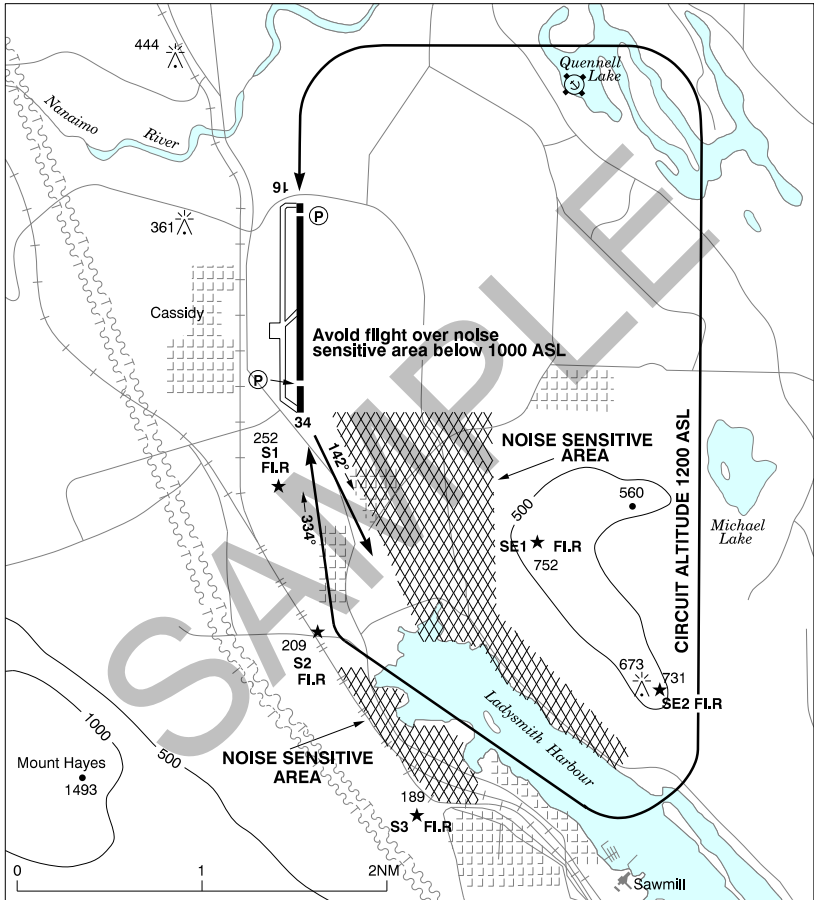 444
Quennell
Lake
Nanaimo
River
16
P
361
Cassidy
Avoid flight over noise
sensitive area below 1000 ASL
P
34
252
S1
Fl.R
142°
334°
NOISE SENSITIVE
AREA
500
560
SE1
Fl.R
752
Michael
Lake
CIRCUIT ALTITUDE 1200 ASL
209
S2
Fl.R
673
731
SE2 Fl.R
Ladysmith Harbour
1000
500
Mount Hayes
1493
NOISE SENSITIVE
AREA
189
S3
Fl.R
Sawmill
0
1
2NM
SAMPLE